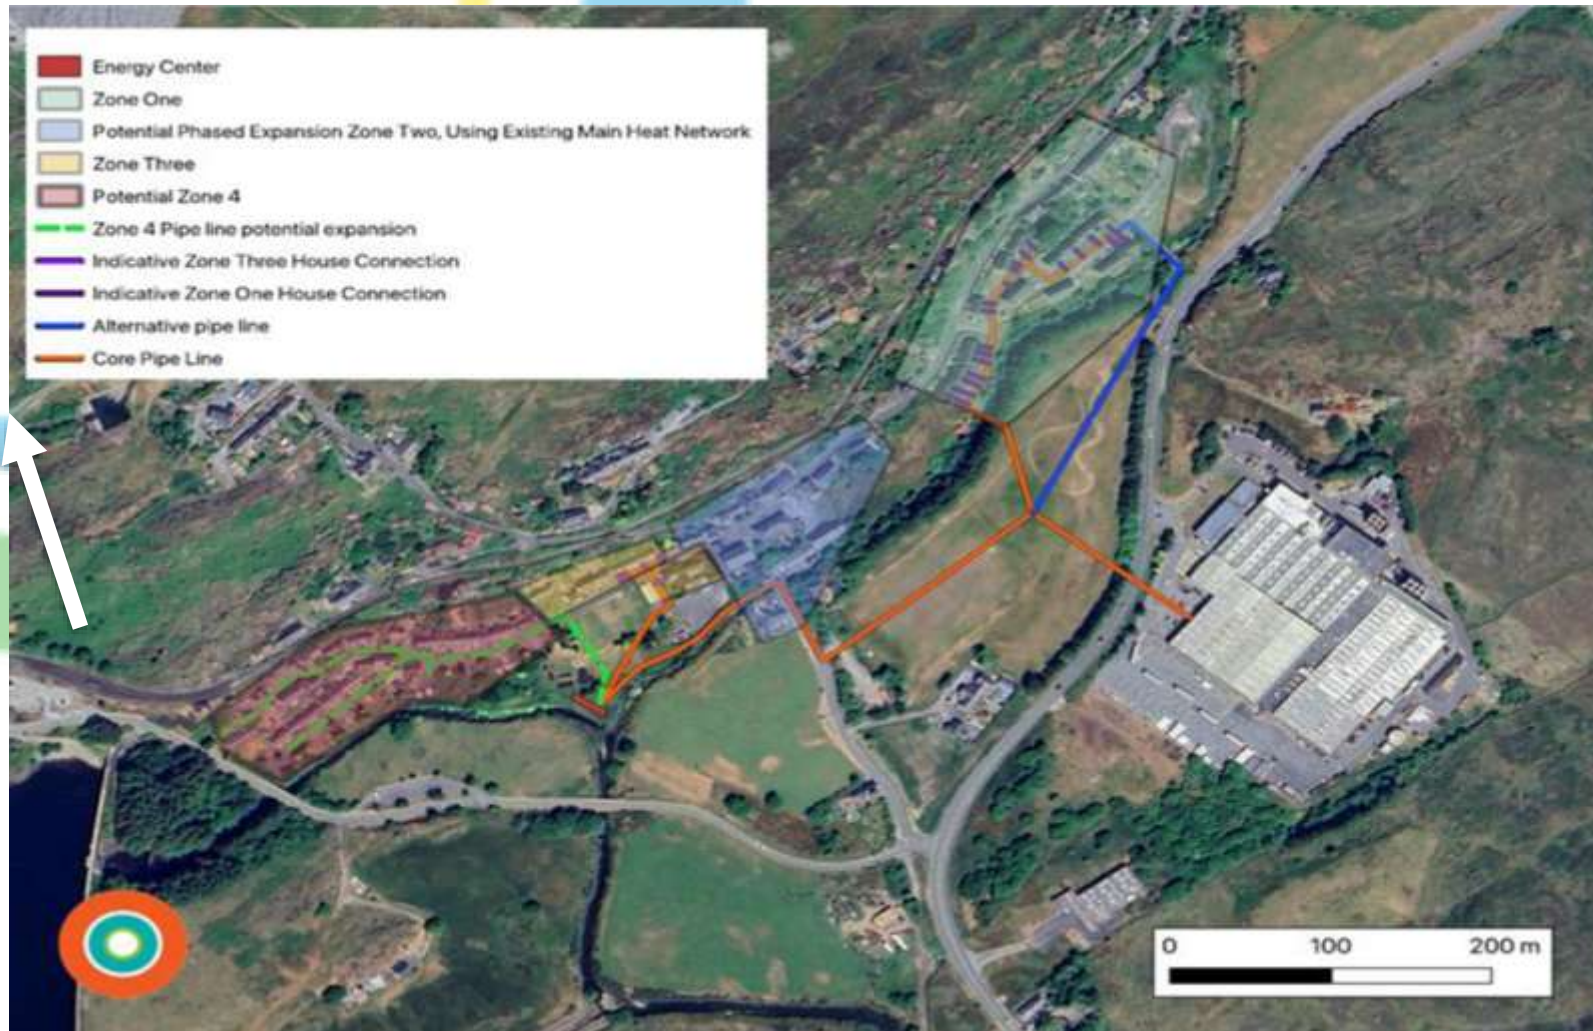 Energy Center
Zone One
Potential Phased Expansion Zone Two, Using Existing Main Heat Network
Zone Three
Potential Zone 4
Zone 4 Pipe line potential expansion
Indicative Zone Three House Connection
Indicative Zone One House Connection
Alternative pipe line
Core Pipe Line
0 100 200 m